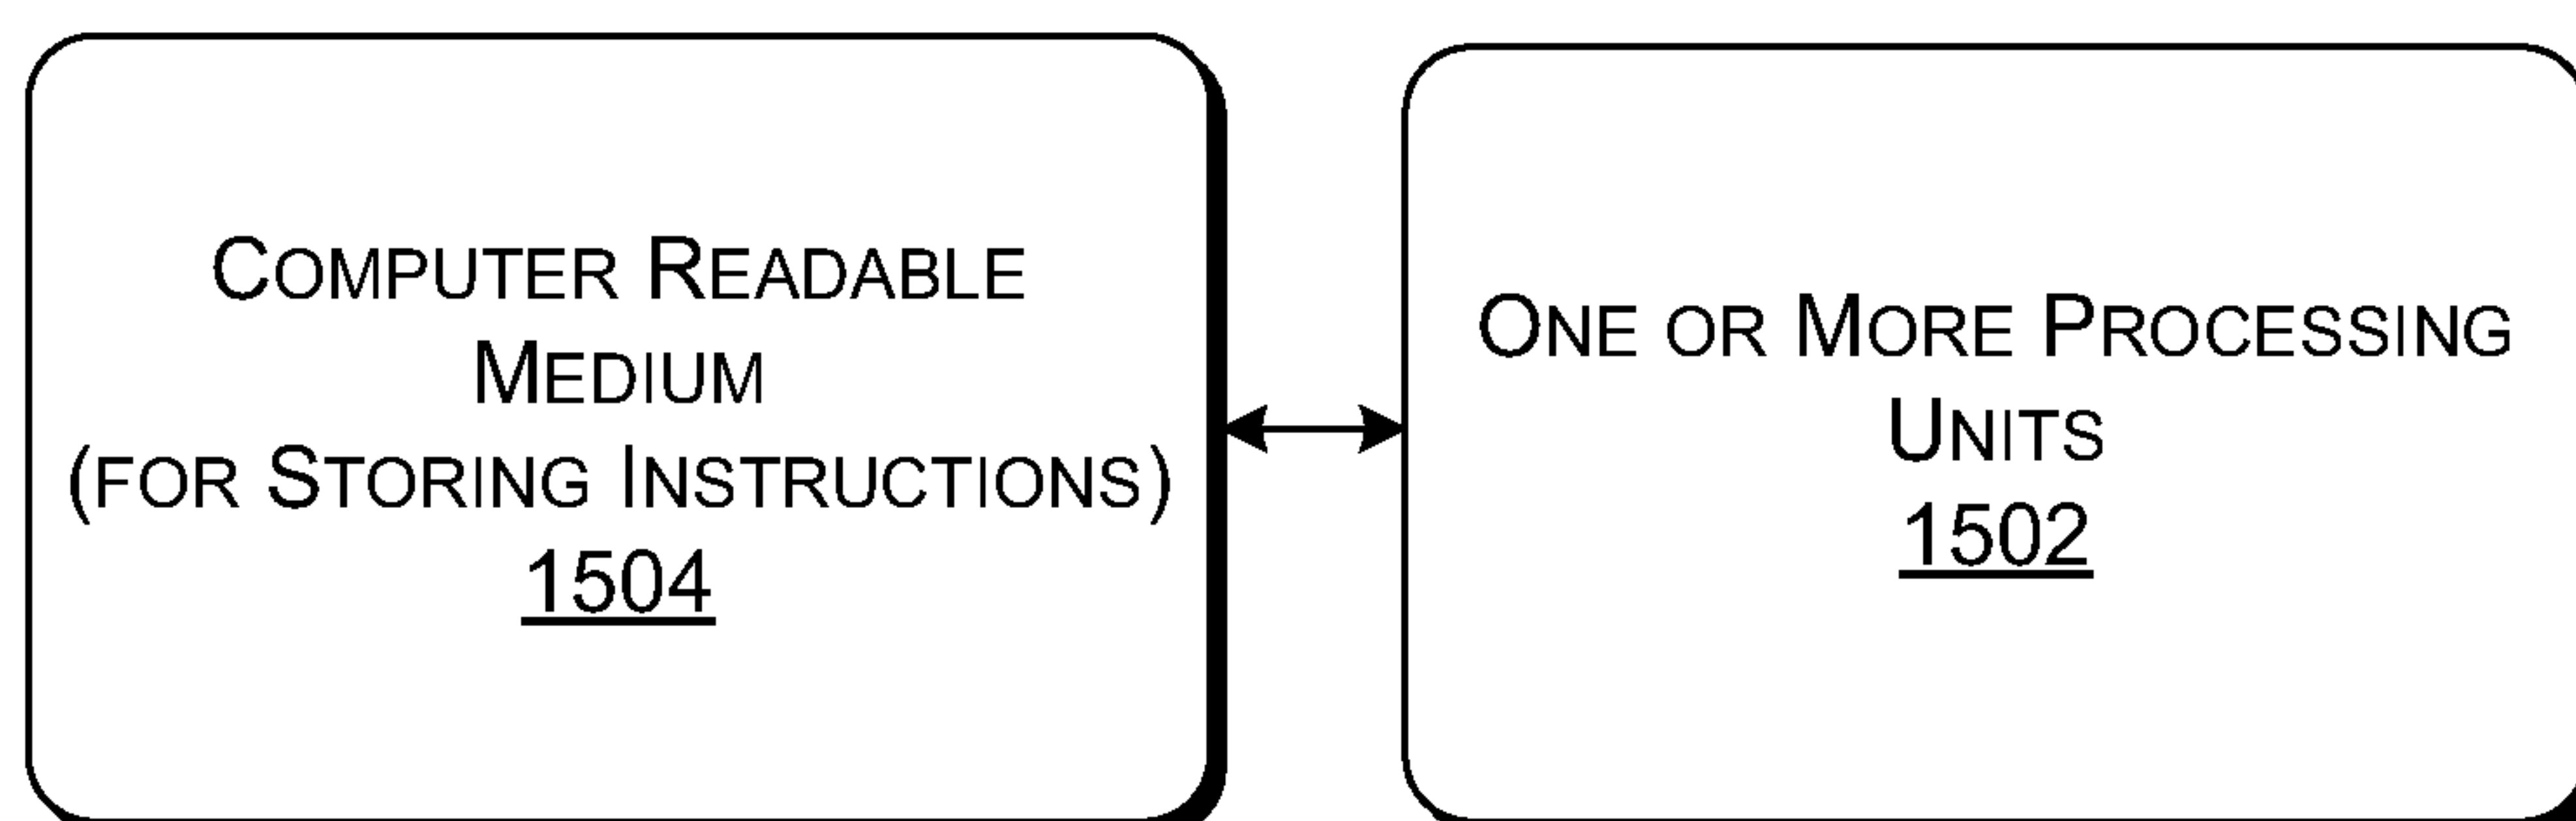 COMPUTER READABLE
MEDIUM
(FOR STORING INSTRUCTIONS)
1504
ONE OR MORE PROCESSING
UNITS
1502